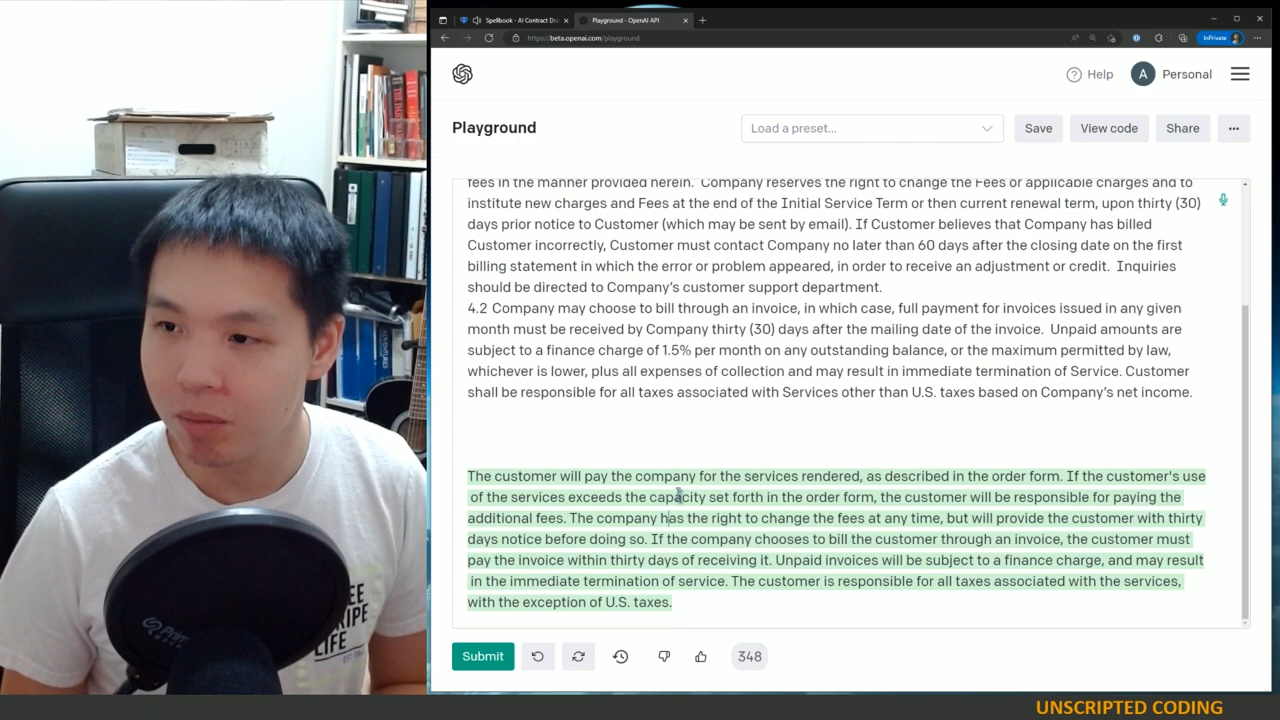 Spellbook - AI Contract Dra
Playground - OpenAI API
https://beta.openai.com/playground
InPrivate
Help
A
Personal
Playground
Load a preset...
Save
View code
Share
...
fees in the manner provided herein.  Company reserves the right to change the Fees or applicable charges and to
institute new charges and Fees at the end of the Initial Service Term or then current renewal term, upon thirty (30)
days prior notice to Customer (which may be sent by email). If Customer believes that Company has billed
Customer incorrectly, Customer must contact Company no later than 60 days after the closing date on the first
billing statement in which the error or problem appeared, in order to receive an adjustment or credit.  Inquiries
should be directed to Company's customer support department.
4.2 Company may choose to bill through an invoice, in which case, full payment for invoices issued in any given
month must be received by Company thirty (30) days after the mailing date of the invoice.  Unpaid amounts are
subject to a finance charge of 1.5% per month on any outstanding balance, or the maximum permitted by law,
whichever is lower, plus all expenses of collection and may result in immediate termination of Service. Customer
shall be responsible for all taxes associated with Services other than U.S. taxes based on Company's net income.
The customer will pay the company for the services rendered, as described in the order form. If the customer's use
of the services exceeds the capacity set forth in the order form, the customer will be responsible for paying the
additional fees. The company has the right to change the fees at any time, but will provide the customer with thirty
days notice before doing so. If the company chooses to bill the customer through an invoice, the customer must
pay the invoice within thirty days of receiving it. Unpaid invoices will be subject to a finance charge, and may result
in the immediate termination of service. The customer is responsible for all taxes associated with the services,
with the exception of U.S. taxes.
Submit
348
LIFE
UNSCRIPTED CODING